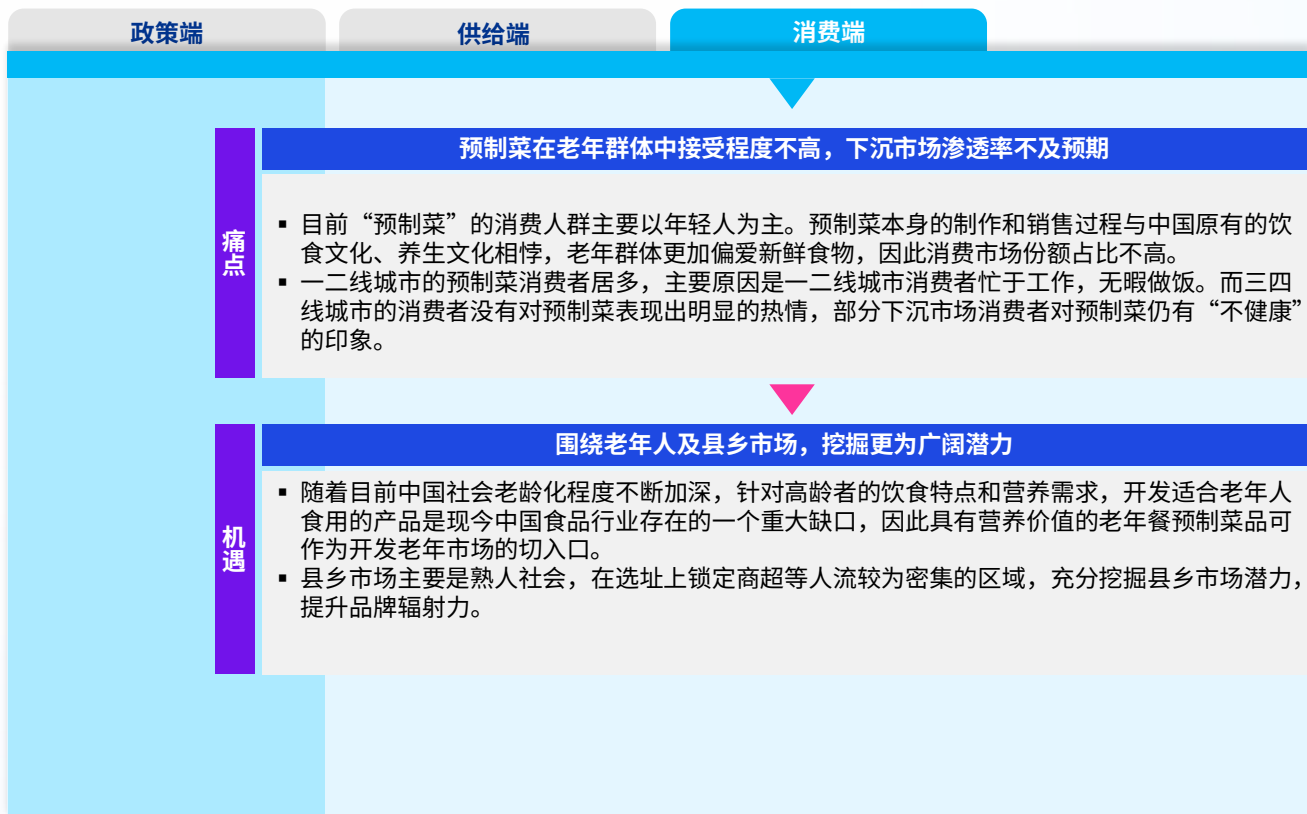 政策端
供给端
消费端
预制菜在老年群体中接受程度不高，下沉市场渗透率不及预期
痛点
▪ 目前“预制菜”的消费人群主要以年轻人为主。预制菜本身的制作和销售过程与中国原有的饮
食文化、养生文化相悖，老年群体更加偏爱新鲜食物，因此消费市场份额占比不高。
▪ 一二线城市的预制菜消费者居多，主要原因是一二线城市消费者忙于工作，无暇做饭。而三四
线城市的消费者没有对预制菜表现出明显的热情，部分下沉市场消费者对预制菜仍有“不健康”
的印象。
围绕老年人及县乡市场，挖掘更为广阔潜力
机遇
▪ 随着目前中国社会老龄化程度不断加深，针对高龄者的饮食特点和营养需求，开发适合老年人
食用的产品是现今中国食品行业存在的一个重大缺口，因此具有营养价值的老年餐预制菜品可
作为开发老年市场的切入口。
▪ 县乡市场主要是熟人社会，在选址上锁定商超等人流较为密集的区域，充分挖掘县乡市场潜力，
提升品牌辐射力。